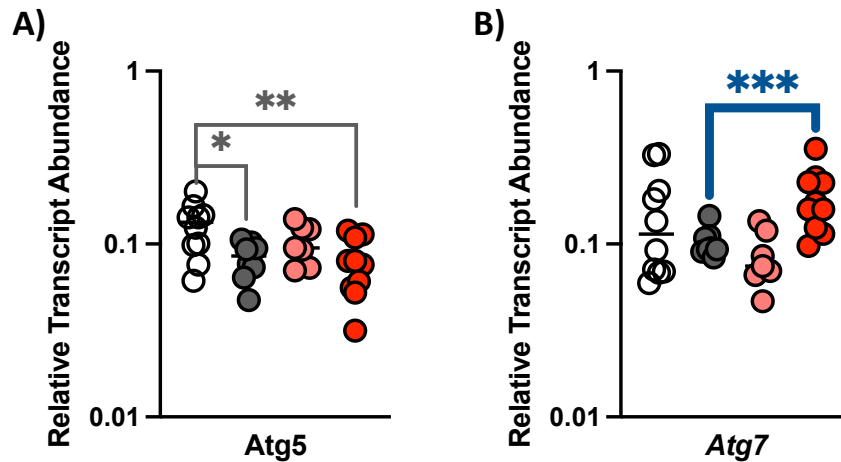 A)
Relative Transcript Abundance
1
0.1
0.01
**
*
Atg5
B)
Relative Transcript Abundance
1
0.1
0.01
***
Atg7